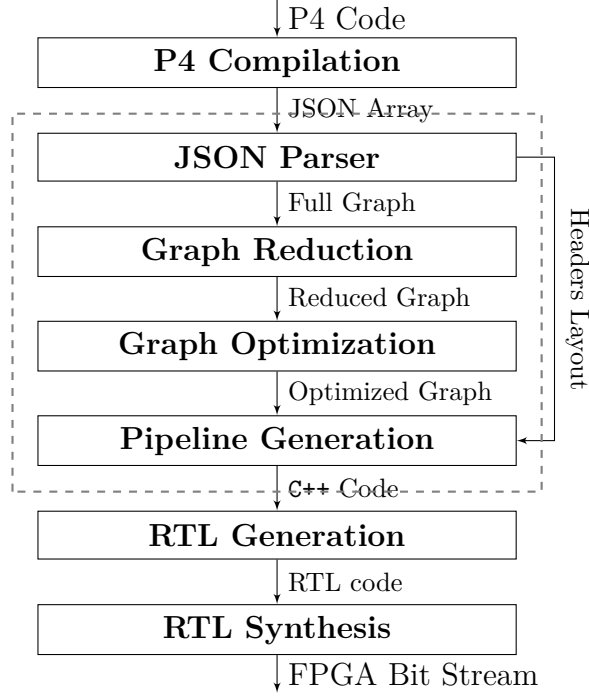 P4 Code
P4 Compilation
JSON Array
JSON Parser
Full Graph
Graph Reduction
Reduced Graph
Graph Optimization
Optimized Graph
Pipeline Generation
Headers Layout
C++ Code
RTL Generation
RTL code
RTL Synthesis
FPGA Bit Stream